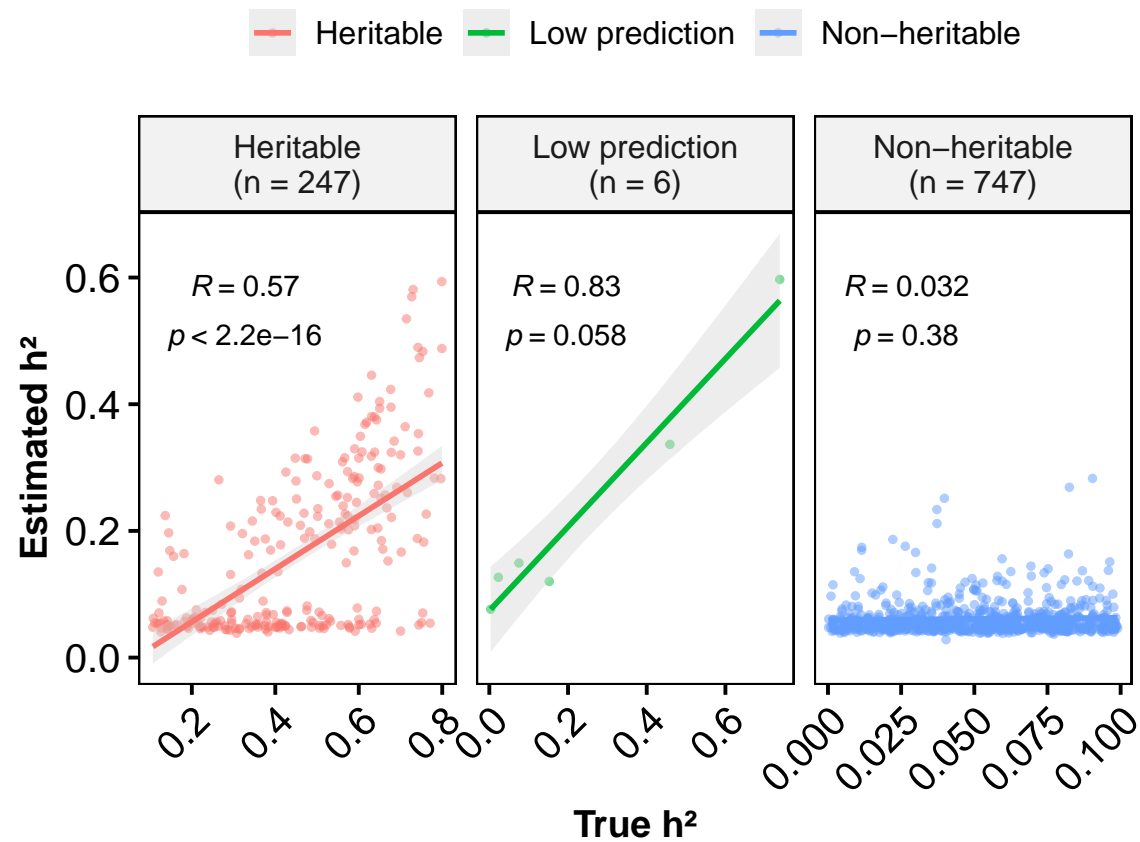 Heritable Low prediction Non−heritable
Heritable
(n = 247)
Low prediction
(n = 6)
Non−heritable
(n = 747)
Estimated h²
0.6
0.4
0.2
0.0
R = 0.57
p < 2.2e−16
R = 0.83
p = 0.058
R = 0.032
p = 0.38
0.2 0.4 0.6 0.8
0.0 0.2 0.4 0.6
0.000 0.025 0.050 0.075 0.100
True h²